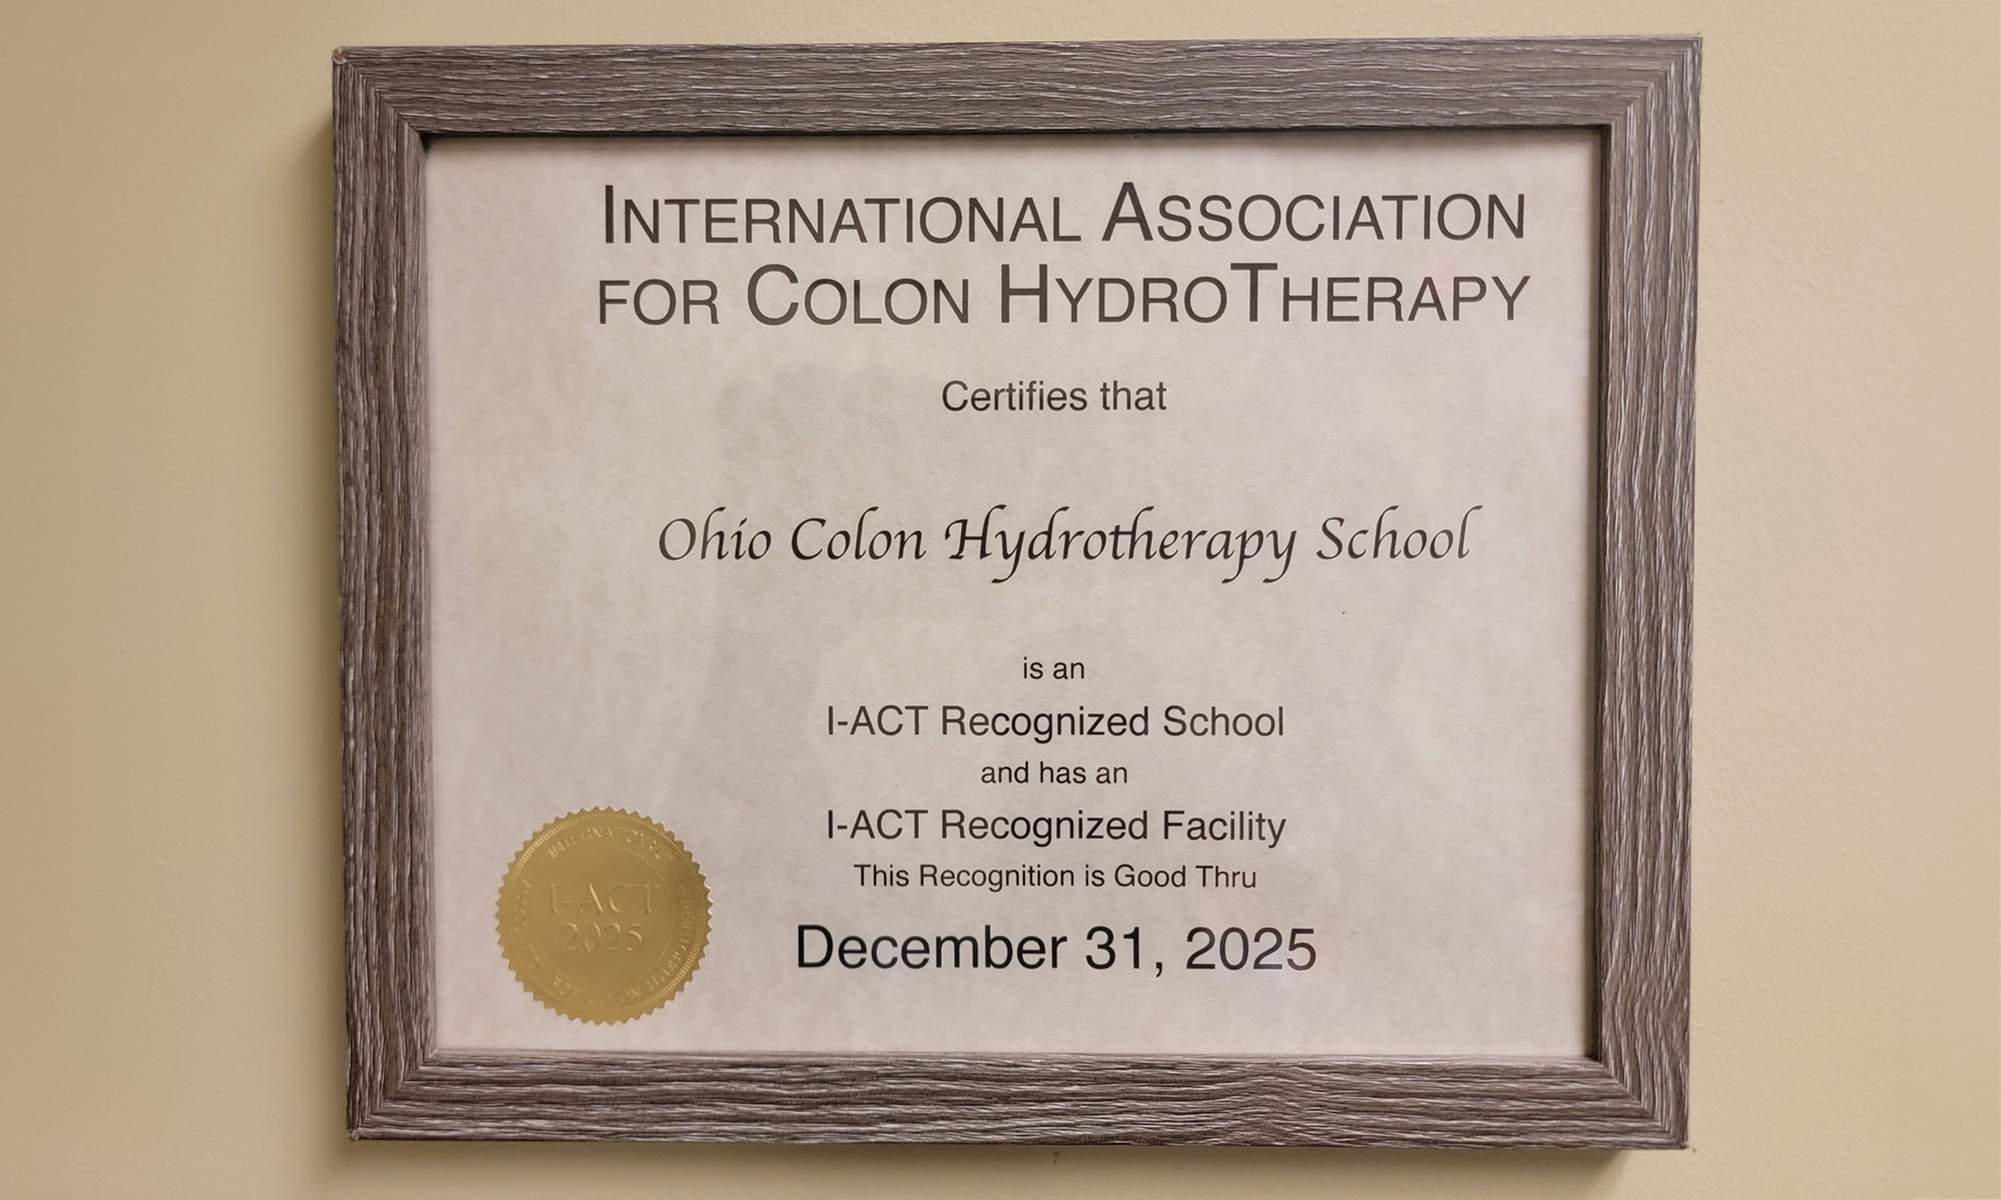 INTERNATIONAL ASSOCIATION
FOR COLON HYDROTHERAPY
Certifies that
Ohio Colon Hydrotherapy School
is an
I-ACT Recognized School
and has an
I-ACT Recognized Facility
This Recognition is Good Thru
December 31, 2025
I-ACT
2025